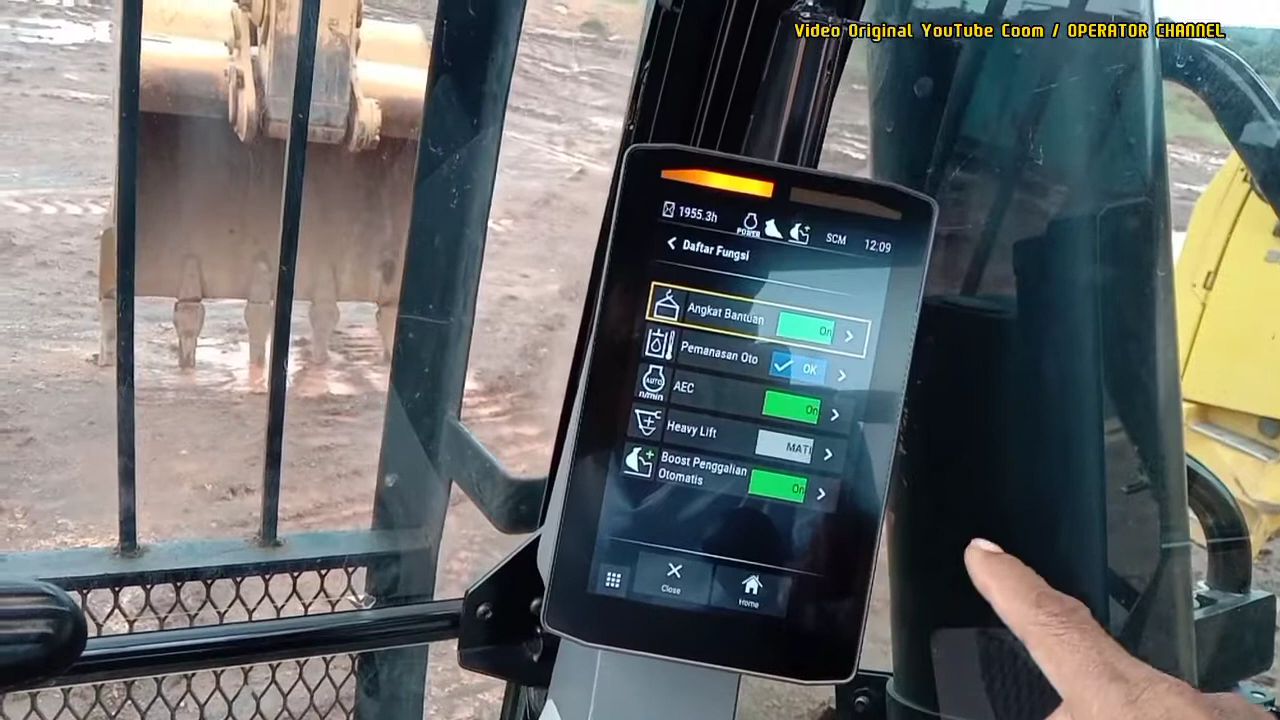 Video Original YouTube Coom / OPERATOR CHANNEL
1955.3h
POWER
SCM
12:09
Daftar Fungsi
Angkat Bantuan
On
Pemanasan Oto
OK
AUTO
n/min
AEC
On
Heavy Lift
MATI
Boost Penggalian
Otomatis
On
Close
Home